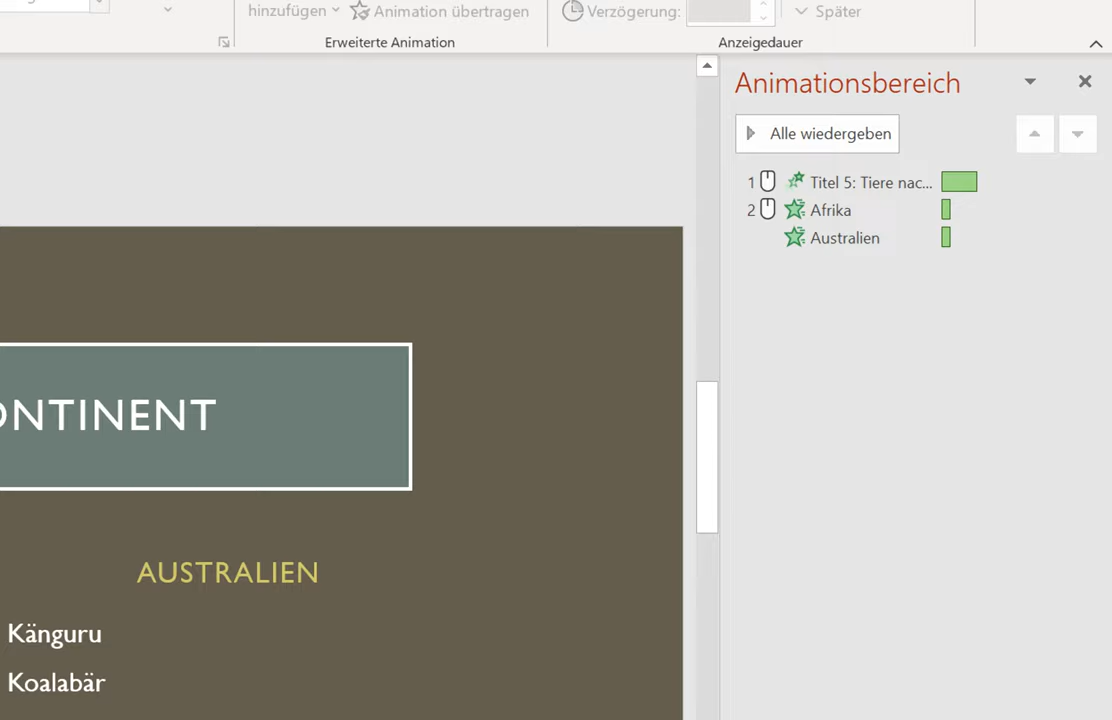 hinzufügen
Animation übertragen
Verzögerung:
Später
Erweiterte Animation
Anzeigedauer
Animationsbereich
Alle wiedergeben
1 Titel 5: Tiere nac...
2 Afrika
Australien
ONTINENT
AUSTRALIEN
Känguru
Koalabär